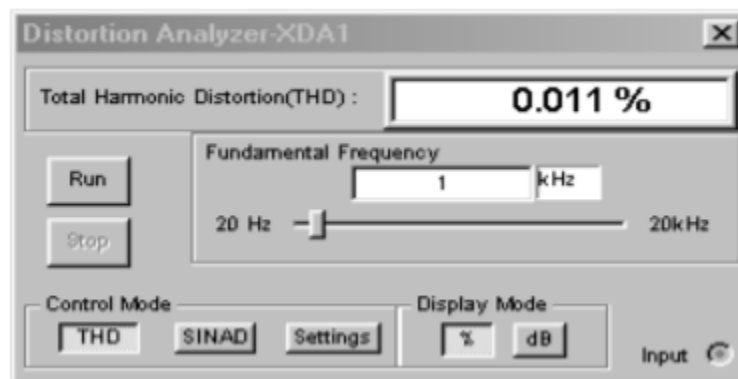 Distortion Analyzer-XDA1
Total Harmonic Distortion(THD) : 0.011 %
Fundamental Frequency
Run
1 kHz
Stop
20 Hz 20kHz
Control Mode Display Mode
THD SINAD Settings % dB
Input